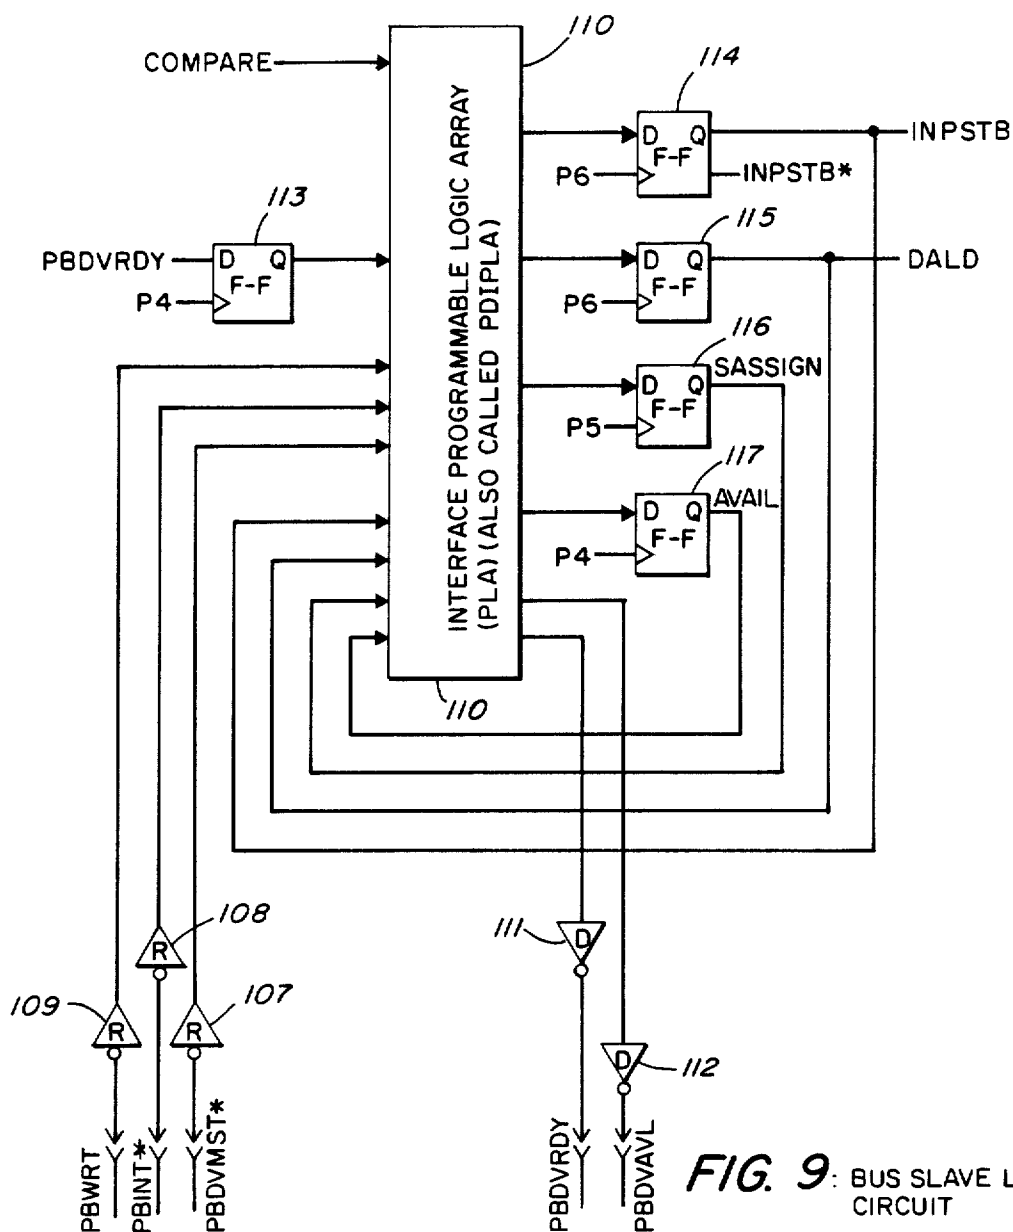 110
COMPARE
114
D Q
F-F
INPSTB
P6
INPSTB*
INTERFACE PROGRAMMABLE LOGIC ARRAY
(PLA) (ALSO CALLED PDIPLA)
113
PBDVRDY
D Q
F-F
P4
115
D Q
F-F
DALD
P6
116
SASSIGN
D Q
F-F
P5
117
AVAIL
D Q
F-F
P4
110
108
R
109
R
107
R
111
D
112
D
PBWRT
PBINT*
PBDVMST*
PBDVRDY
PBDVAVL
FIG. 9: BUS SLAVE L
CIRCUIT